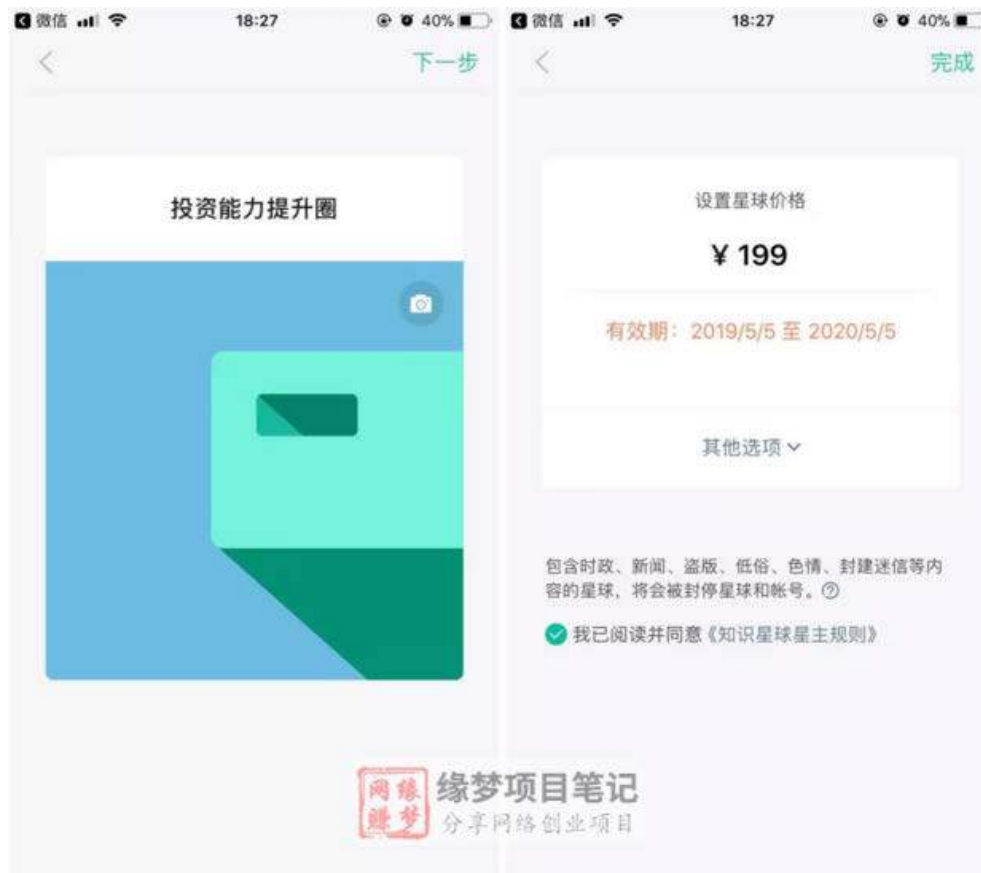 微信
18:27
40%
下一步
投资能力提升圈
微信
18:27
40%
完成
设置星球价格
¥ 199
有效期：2019/5/5 至 2020/5/5
其他选项
包含时政、新闻、盗版、低俗、色情、封建迷信等内
容的星球，将会被封停星球和帐号。?
我已阅读并同意《知识星球星主规则》
网缘
赚梦
缘梦项目笔记
分享网络创业项目